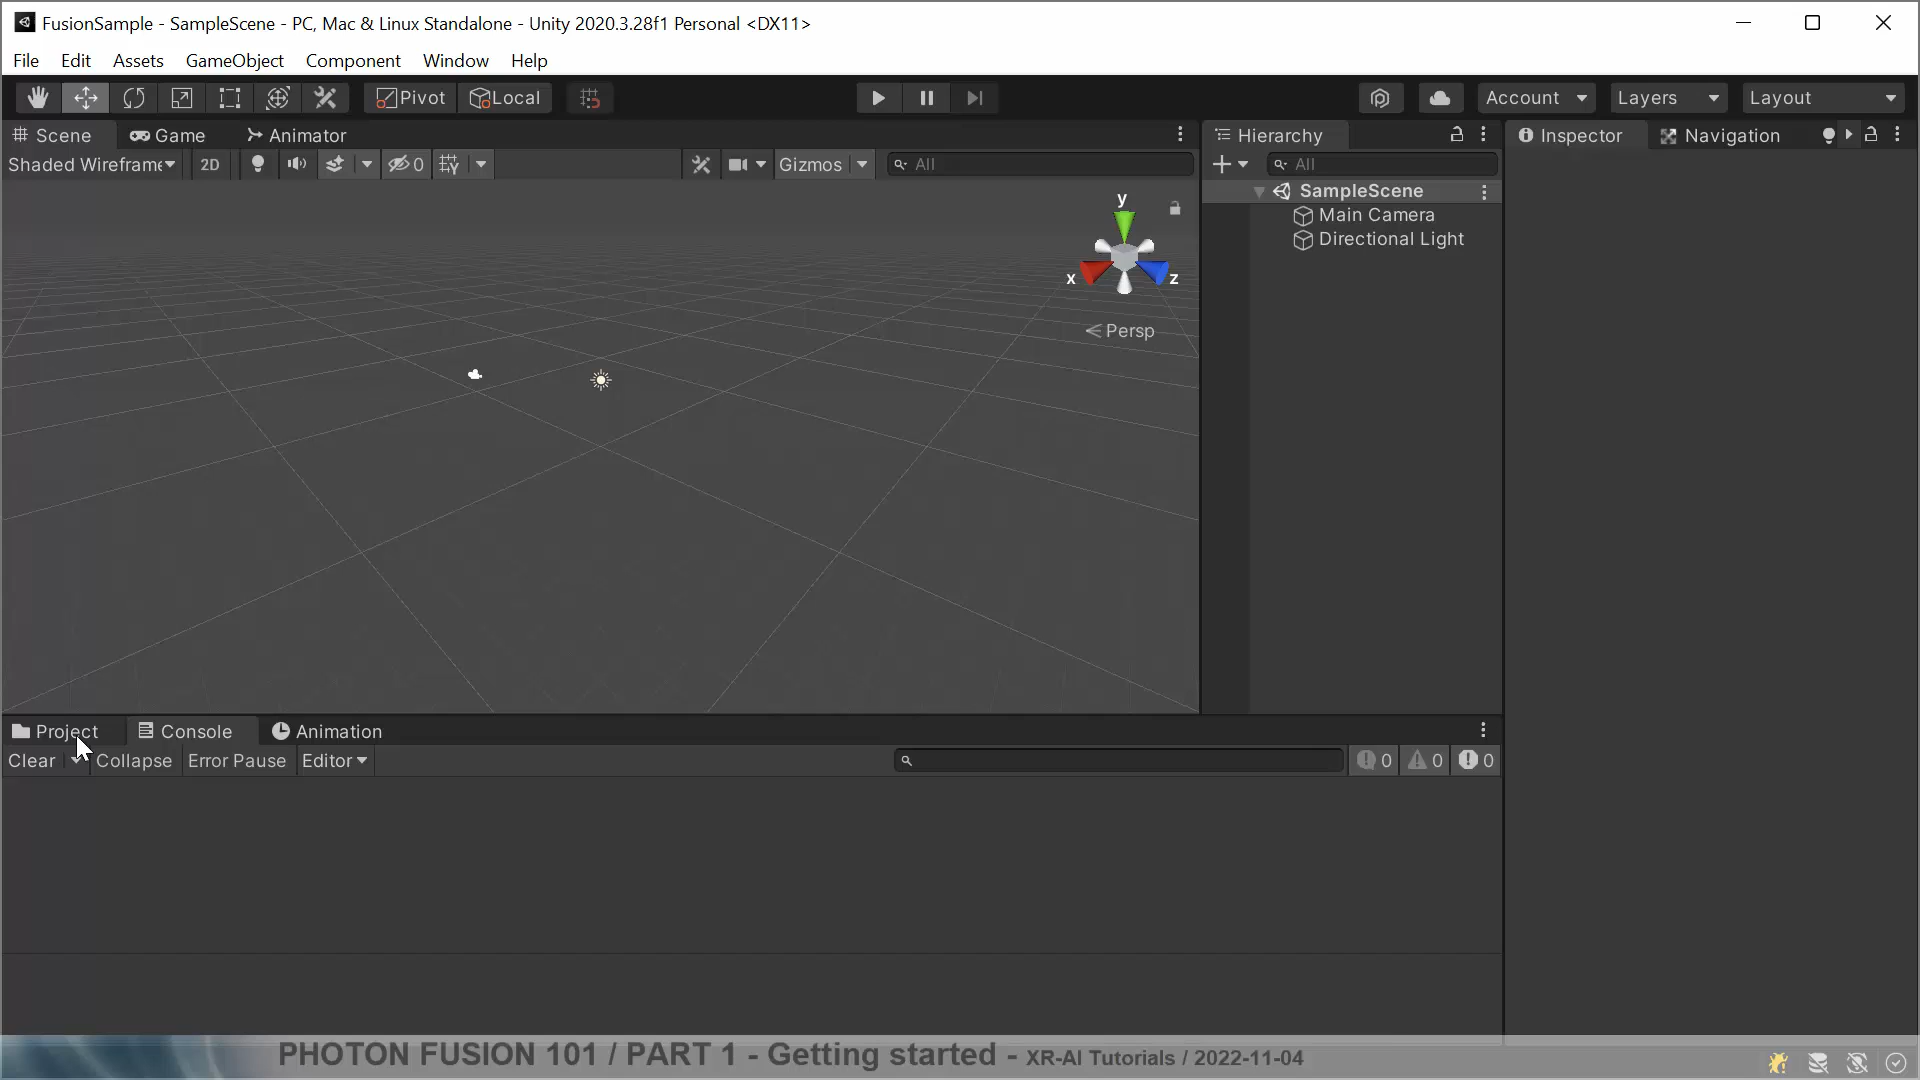 FusionSample - SampleScene - PC, Mac & Linux Standalone - Unity 2020.3.28f1 Personal <DX11>
File Edit Assets GameObject Component Window Help
Pivot Local Account Layers Layout
Scene Game Animator
Hierarchy
Inspector Navigation
Shaded Wireframe 2D 0 Gizmos All
All
SampleScene
Main Camera
Directional Light
y
x z
Persp
Project Console Animation
Clear Collapse Error Pause Editor 0 0 0
PHOTON FUSION 101 / PART 1 - Getting started - XR-AI Tutorials / 2022-11-04